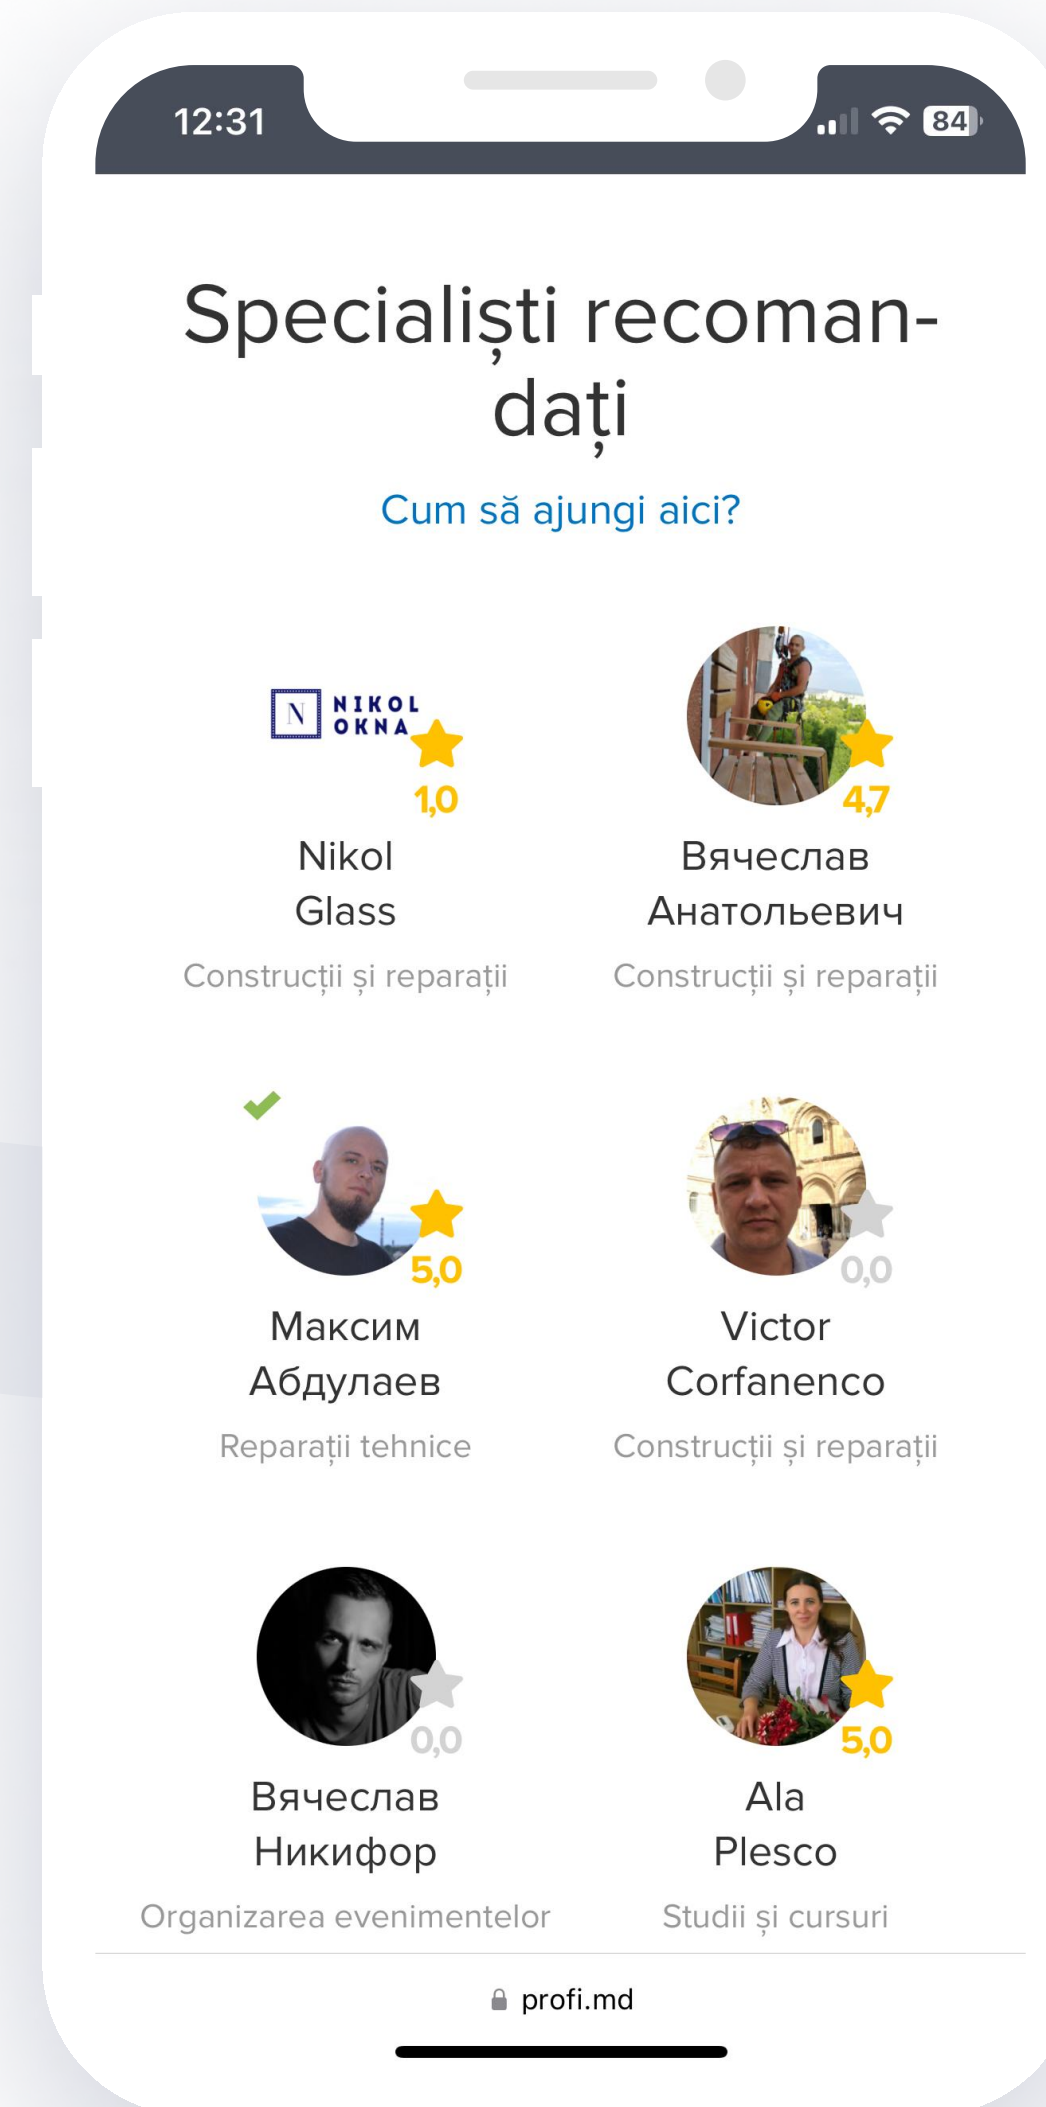 12:31
84
Specialiști recoman-
dați
Cum să ajungi aici?
N NIKOL
OKNA
1,0
4,7
Nikol
Glass
Вячеслав
Анатольевич
Construcții și reparații
Construcții și reparații
5,0
0,0
Максим
Абдулаев
Victor
Corfanenco
Reparații tehnice
Construcții și reparații
0,0
5,0
Вячеслав
Никифор
Ala
Plesco
Organizarea evenimentelor
Studii și cursuri
profi.md